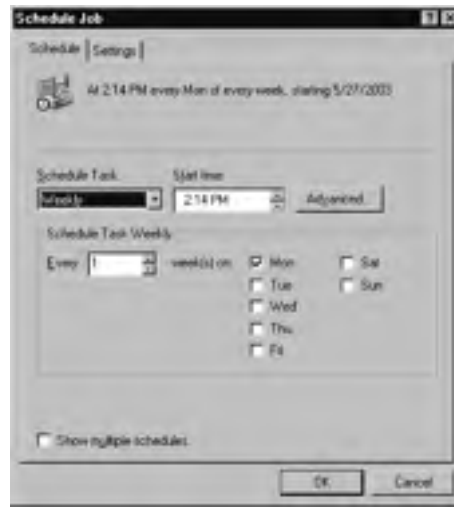 Schedule Job
Schedule Settings
At 2:14 PM every Mon of every week, starting 5/27/2003
Schedule Task: Start time:
Weekly 2:14 PM Advanced...
Schedule Task Weekly
Every 1 week(s) on: Mon Sat
Tue Sun
Wed
Thu
Fri
Show multiple schedules.
OK Cancel